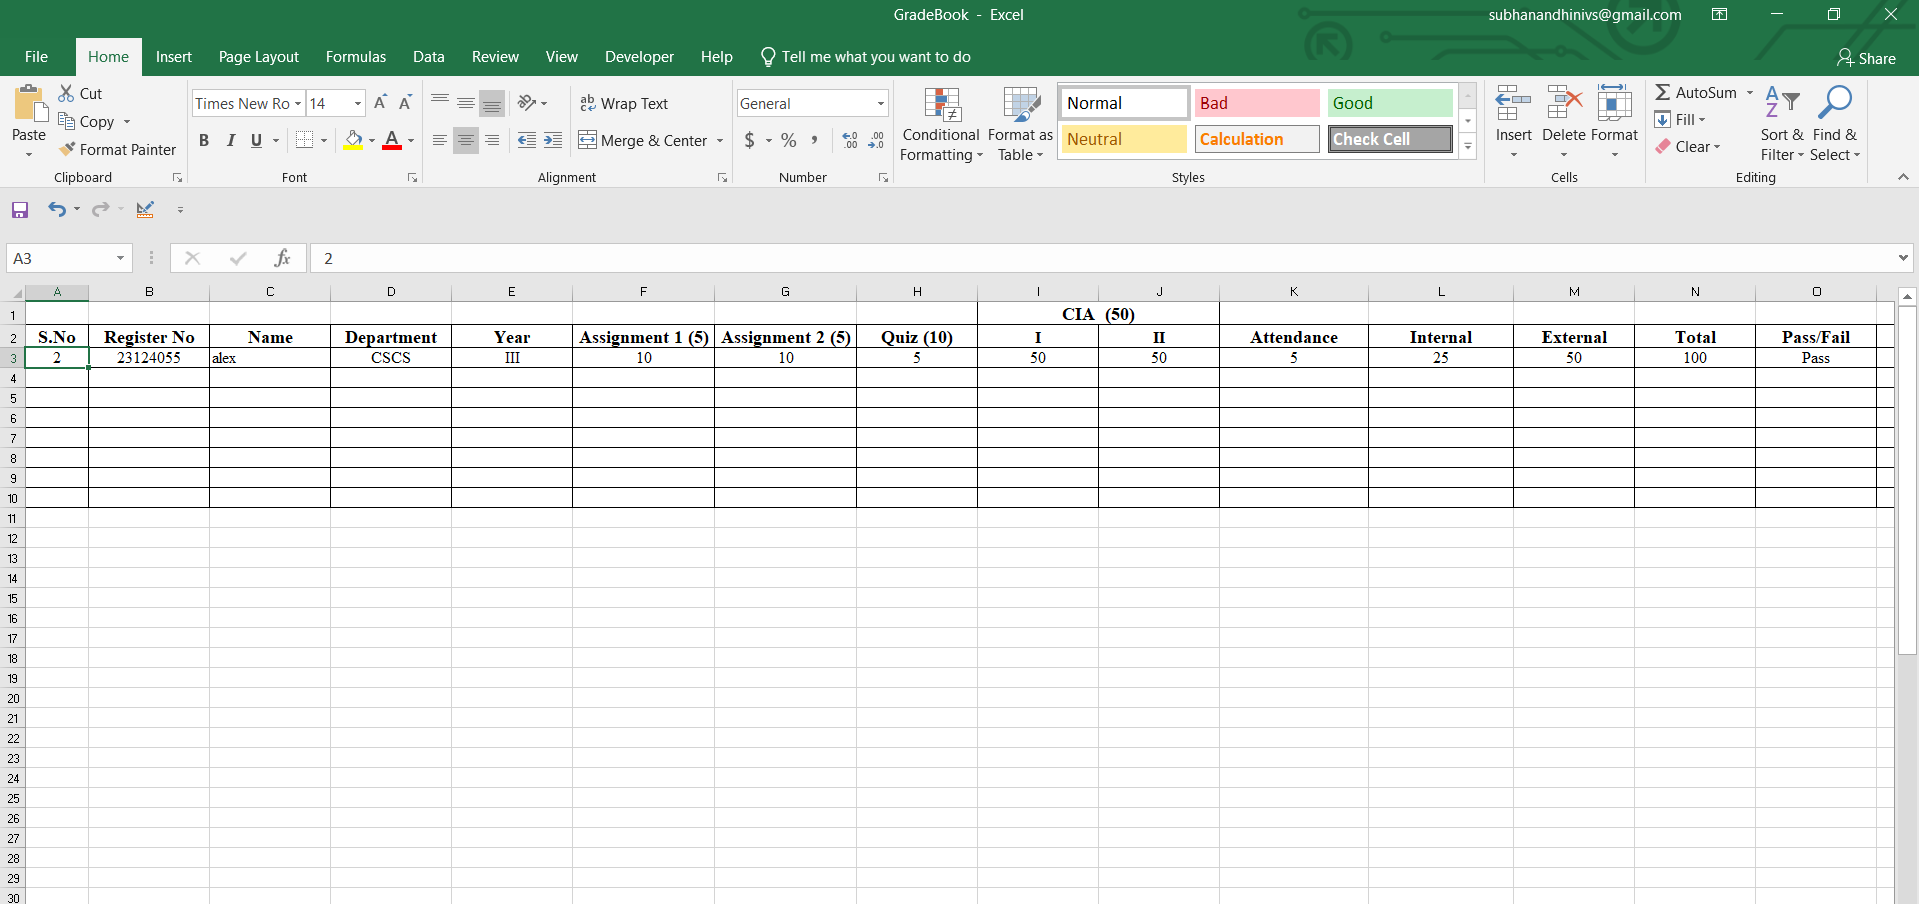 GradeBook - Excel
subhanandhinivs@gmail.com
File Home Insert Page Layout Formulas Data Review View Developer Help Tell me what you want to do Share
Paste
Cut
Copy
Format Painter
Clipboard
Times New Ro 14
B I U
Font
Wrap Text
Merge & Center
Alignment
General
$ % ,
Number
Conditional
Formatting
Format as
Table
Normal Bad Good
Neutral Calculation Check Cell
Styles
Insert Delete Format
Cells
AutoSum
Fill
Clear
Sort &
Filter
Find &
Select
Editing
A3 fx 2
A B C D E F G H I J K L M N O
1 CIA (50)
2 S.No Register No Name Department Year Assignment 1 (5) Assignment 2 (5) Quiz (10) I II Attendance Internal External Total Pass/Fail
3 2 23124055 alex CSCS III 10 10 5 50 50 5 25 50 100 Pass
4
5
6
7
8
9
10
11
12
13
14
15
16
17
18
19
20
21
22
23
24
25
26
27
28
29
30